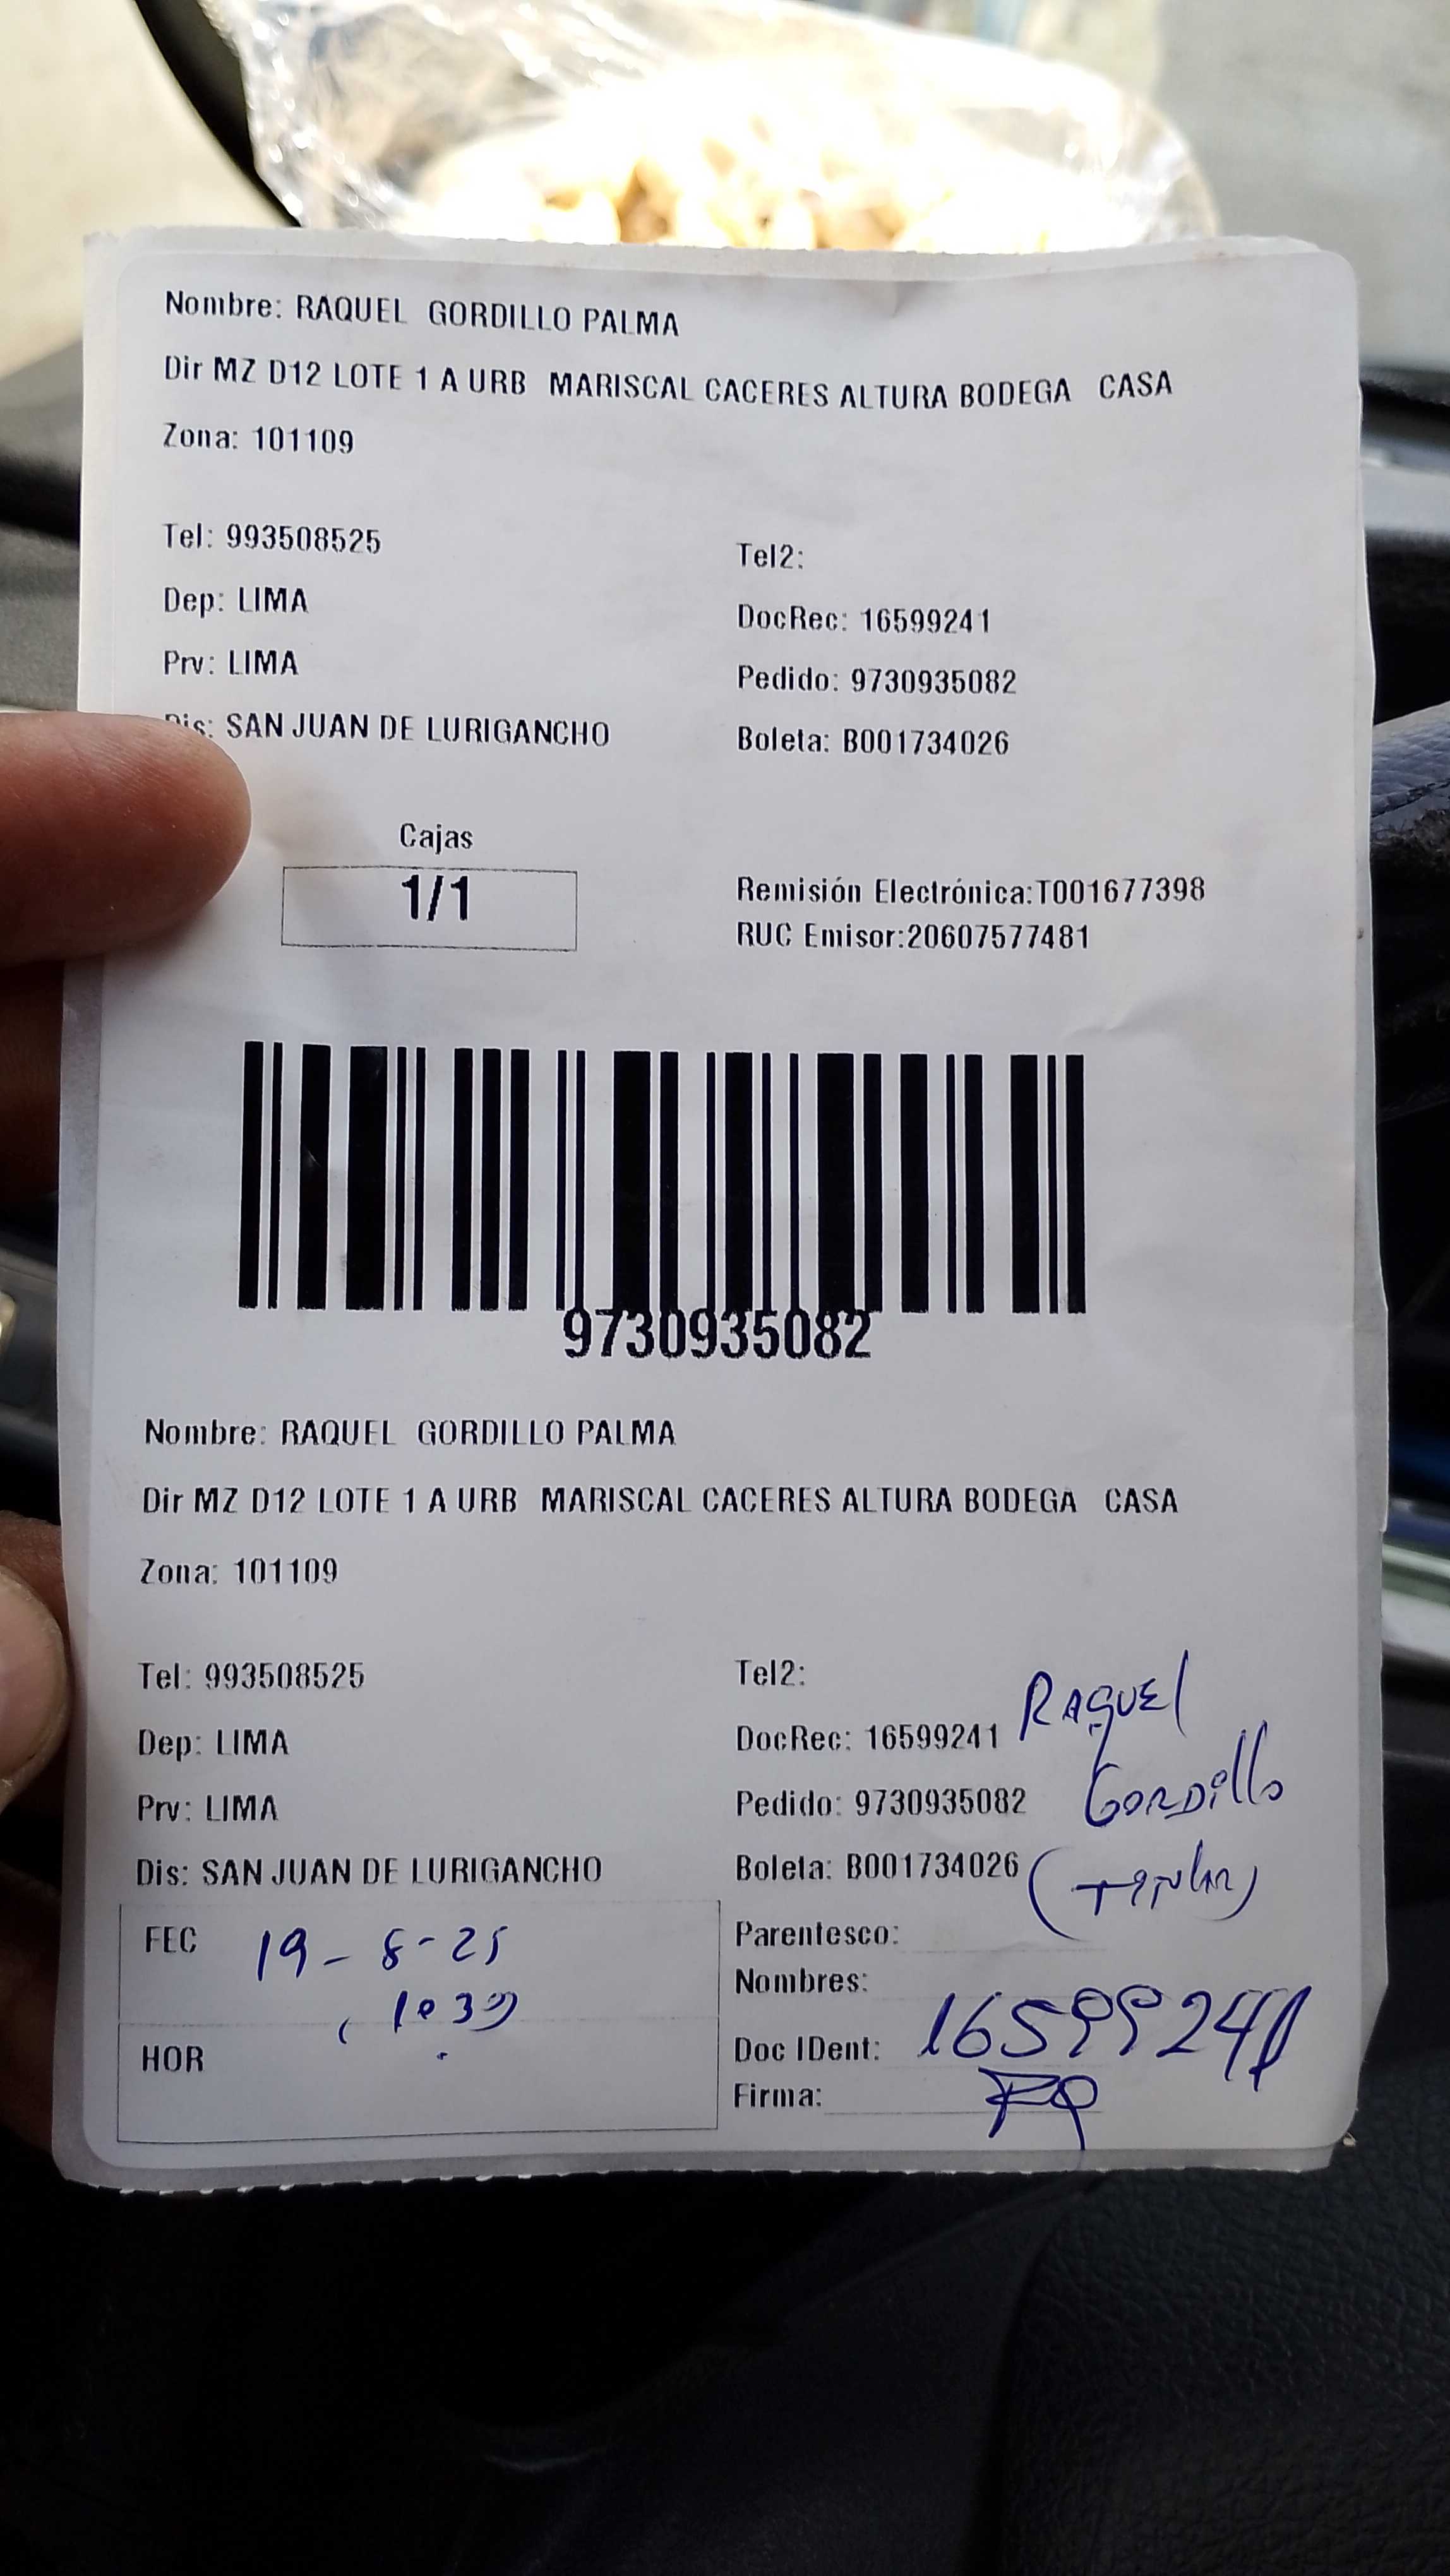 Nombre: RAQUEL GORDILLO PALMA
Dir MZ D12 LOTE 1 A URB MARISCAL CACERES ALTURA BODEGA CASA
Zona: 101109
Tel: 993508525
Tel2:
Dep: LIMA
DocRec: 16599241
Prv: LIMA
Pedido: 9730935082
Dis: SAN JUAN DE LURIGANCHO
Boleta: B001734026
Cajas
1/1
Remisión Electrónica:T001677398
RUC Emisor:20607577481
9730935082
Nombre: RAQUEL GORDILLO PALMA
Dir MZ D12 LOTE 1 A URB MARISCAL CACERES ALTURA BODEGA CASA
Zona: 101109
Tel: 993508525
Tel2:
RAQUEl
Dep: LIMA
DocRec: 16599241
Prv: LIMA
Pedido: 9730935082
GORDillo
Dis: SAN JUAN DE LURIGANCHO
Boleta: B001734026
(Titular)
FEC 19-8-25
Parentesco:
Nombres:
HOR
Doc IDent: 16599241
Firma: